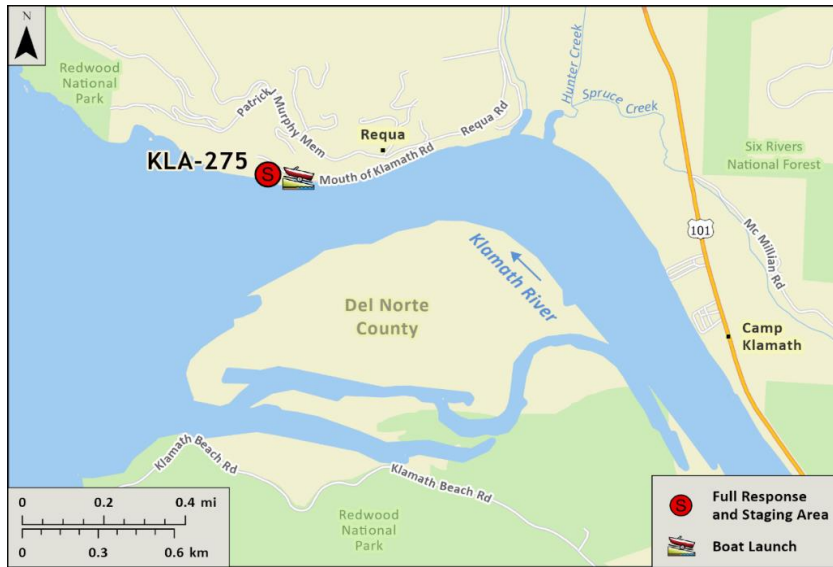 N
Redwood
National
Park
Patrick J Murphy Mem
Requa
Requa Rd
Hunter Creek
Spruce Creek
KLA-275
S
Mouth of Klamath Rd
Six Rivers
National Forest
101
Mc Millian Rd
Klamath River
Del Norte
County
Camp
Klamath
Klamath Beach Rd
Klamath Beach Rd
Redwood
National
Park
0 0.2 0.4 mi
0 0.3 0.6 km
S
Full Response
and Staging Area
Boat Launch